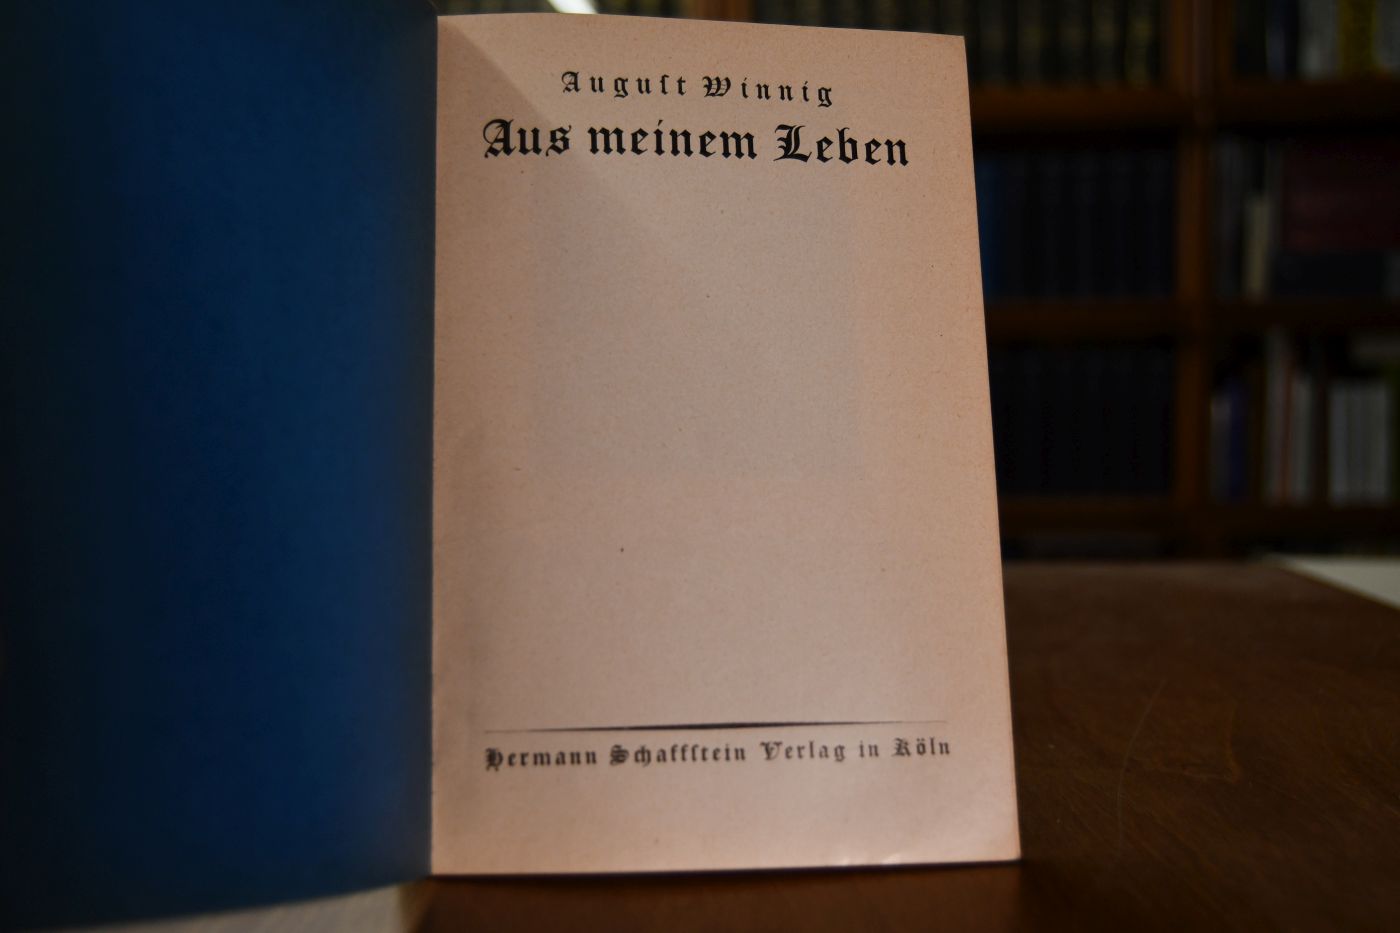 Auguſt Winnig
Aus meinem Leben
Hermann Schaffſtein Verlag in Köln